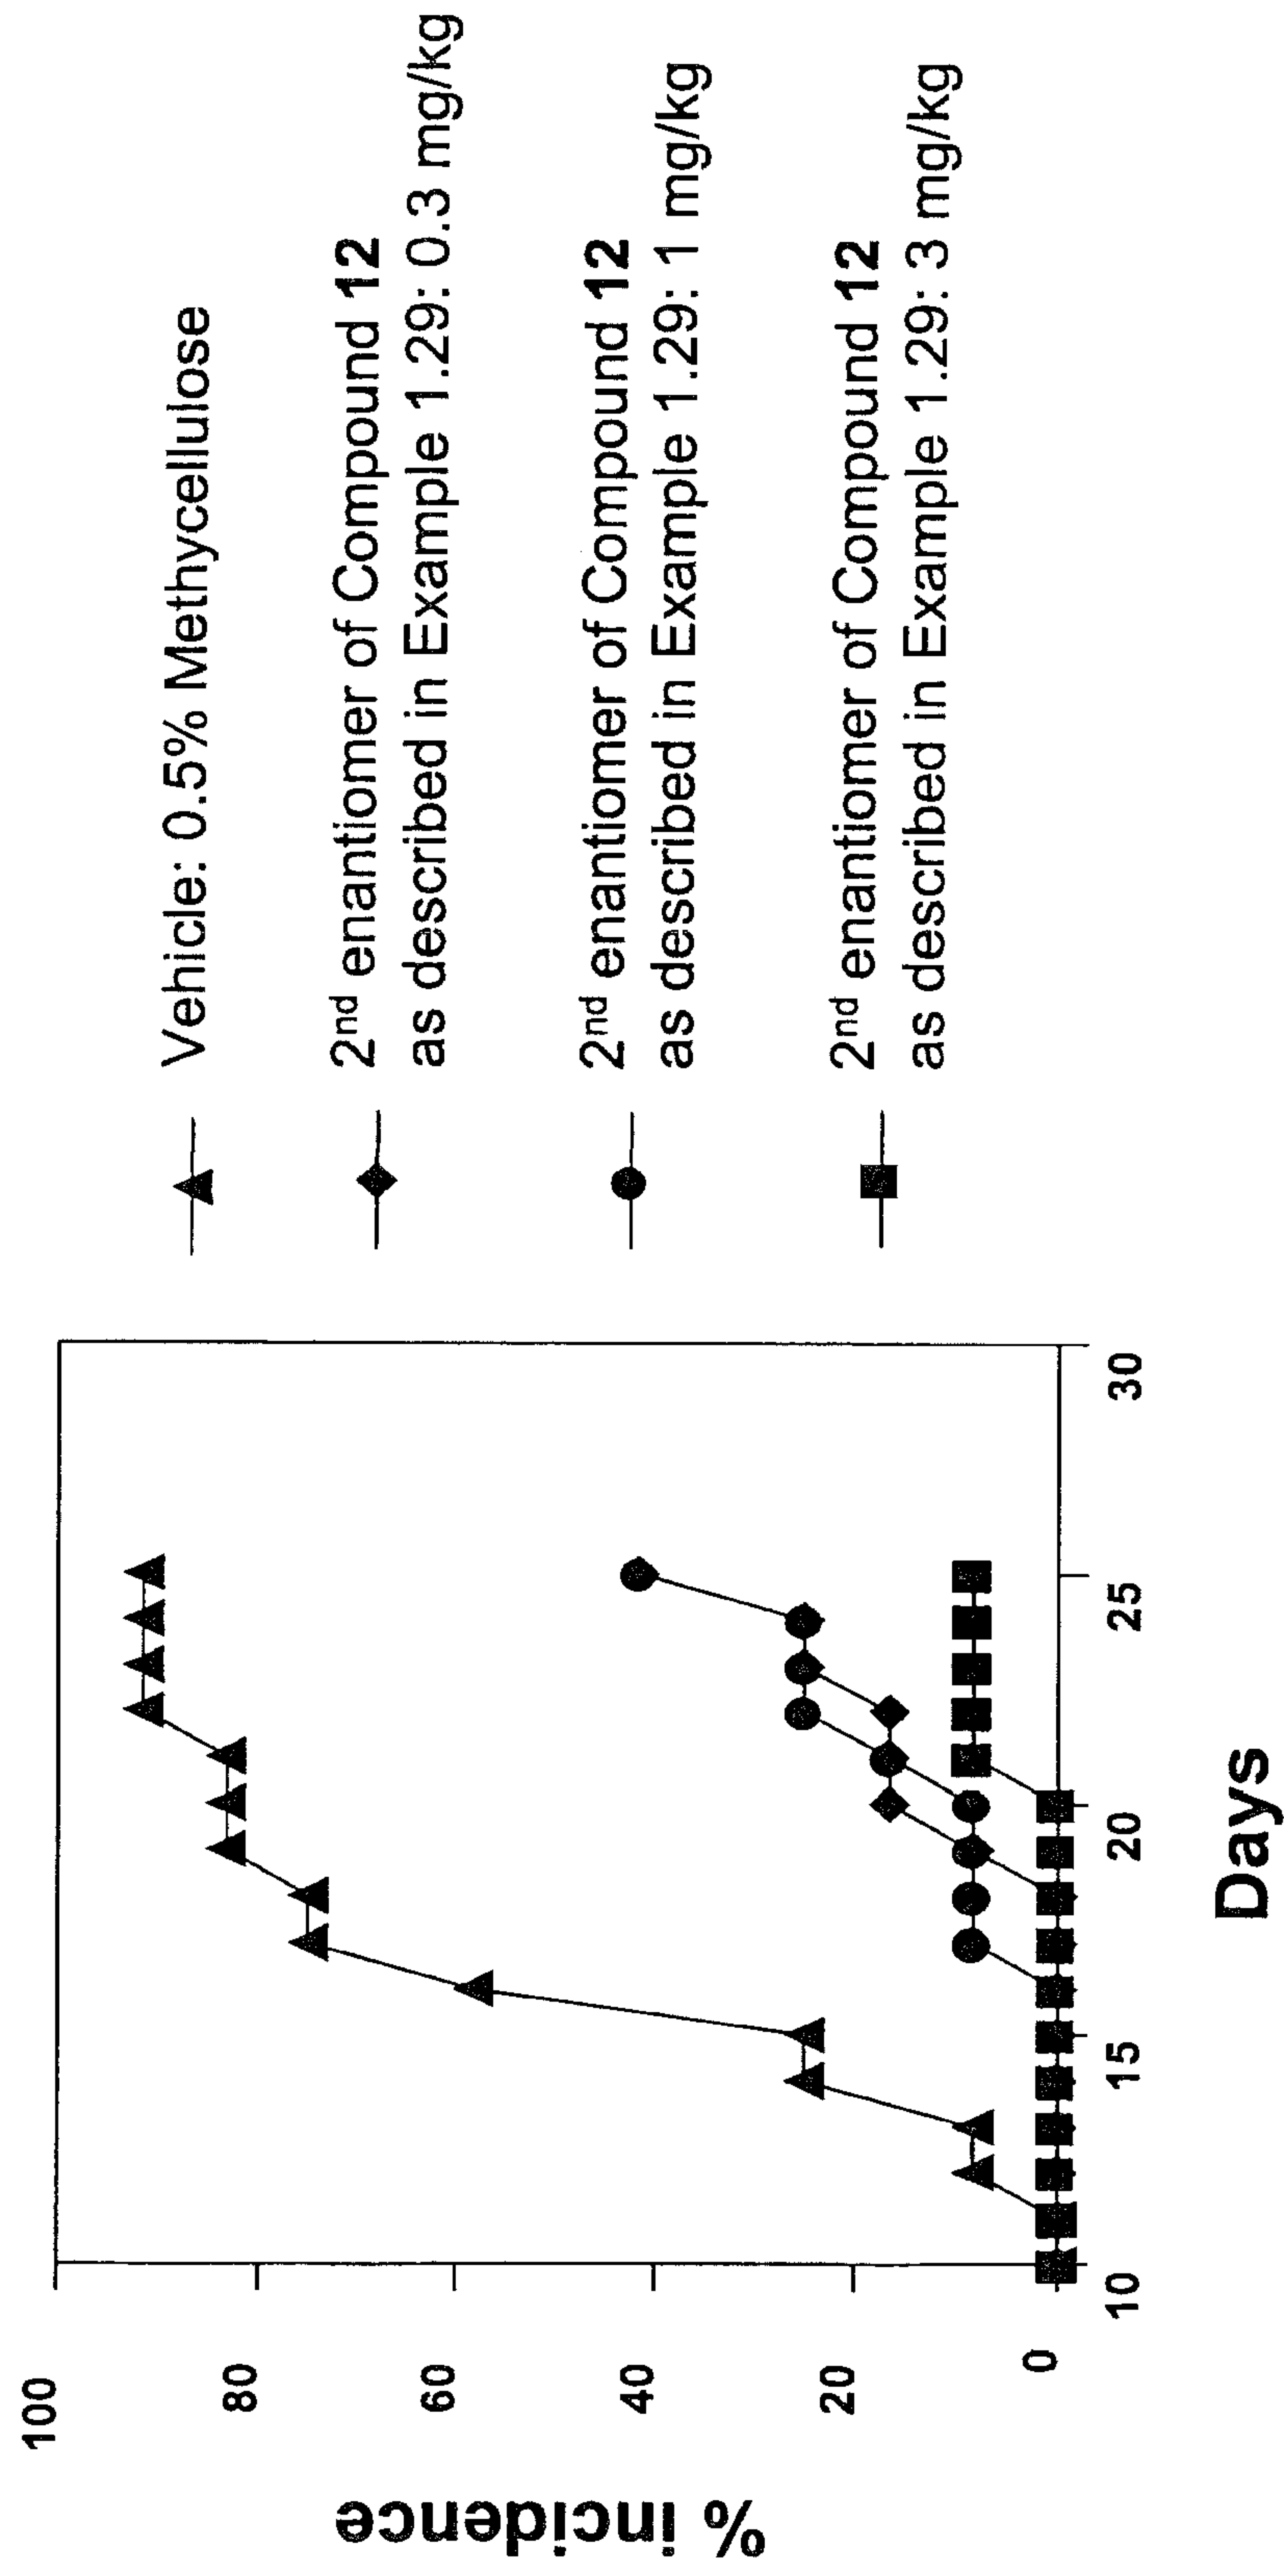 % incidence
100
80
60
40
20
0
10
15
20
25
30
Days
Vehicle: 0.5% Methycellulose
2nd enantiomer of Compound 12
as described in Example 1.29: 0.3 mg/kg
2nd enantiomer of Compound 12
as described in Example 1.29: 1 mg/kg
2nd enantiomer of Compound 12
as described in Example 1.29: 3 mg/kg